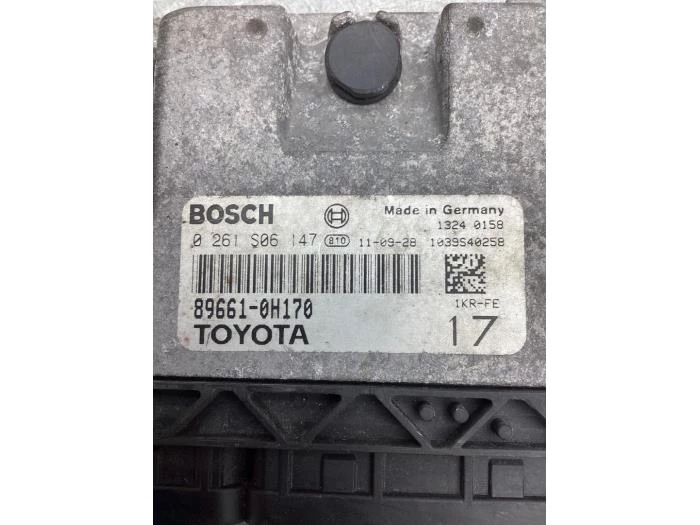 BOSCH Made in Germany
1324 0158
0 261 S06 147 810 11-09-28 1039S40258
89661-0H170 1KR-FE
TOYOTA 17